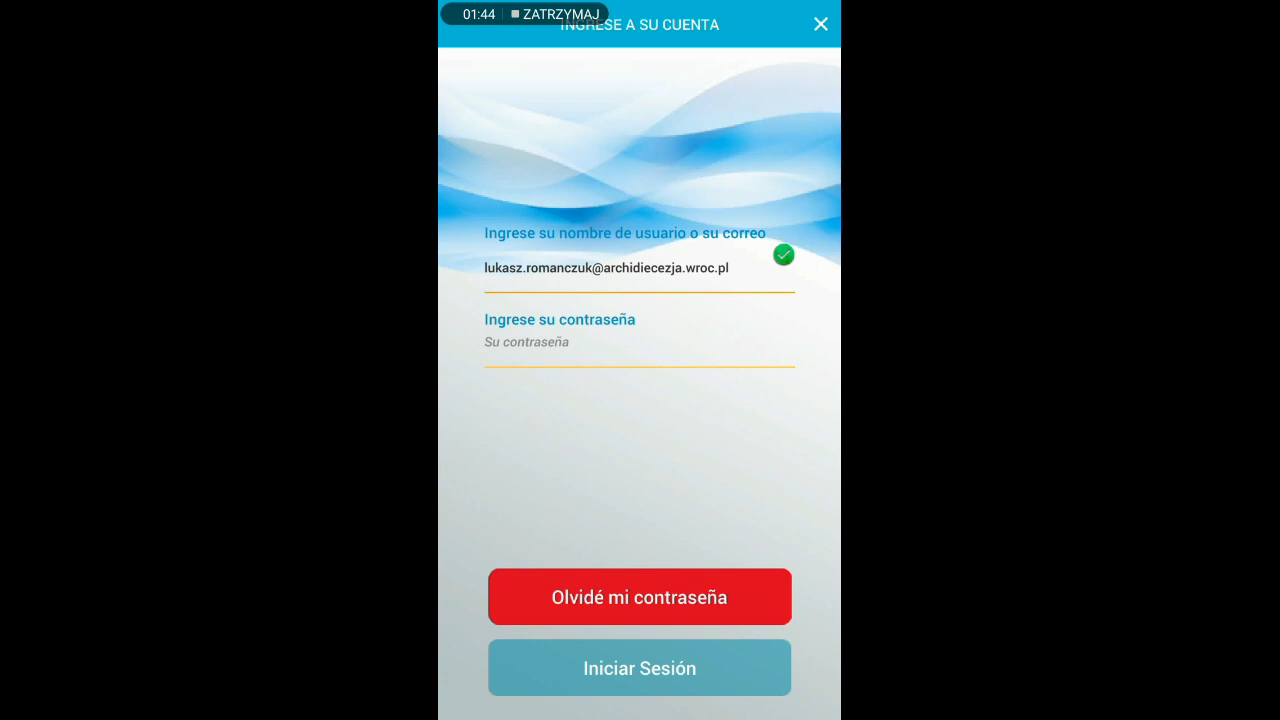 01:44 ZATRZYMAJ
INGRESE A SU CUENTA
Ingrese su nombre de usuario o su correo
lukasz.romanczuk@archidiecezja.wroc.pl
Ingrese su contraseña
Su contraseña
Olvidé mi contraseña
Iniciar Sesión